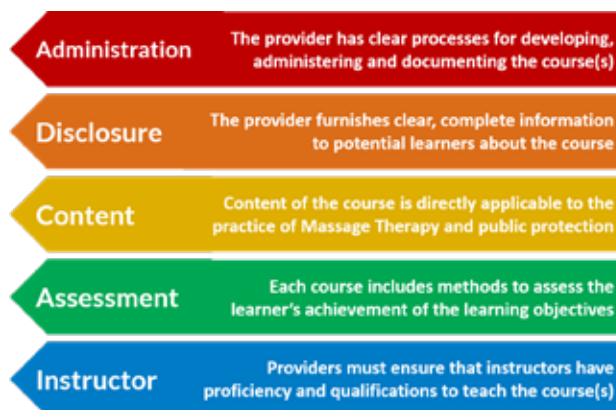 Administration
The provider has clear processes for developing,
administering and documenting the course(s)
Disclosure
The provider furnishes clear, complete information
to potential learners about the course
Content
Content of the course is directly applicable to the
practice of Massage Therapy and public protection
Assessment
Each course includes methods to assess the
learner's achievement of the learning objectives
Instructor
Providers must ensure that instructors have
proficiency and qualifications to teach the course(s)